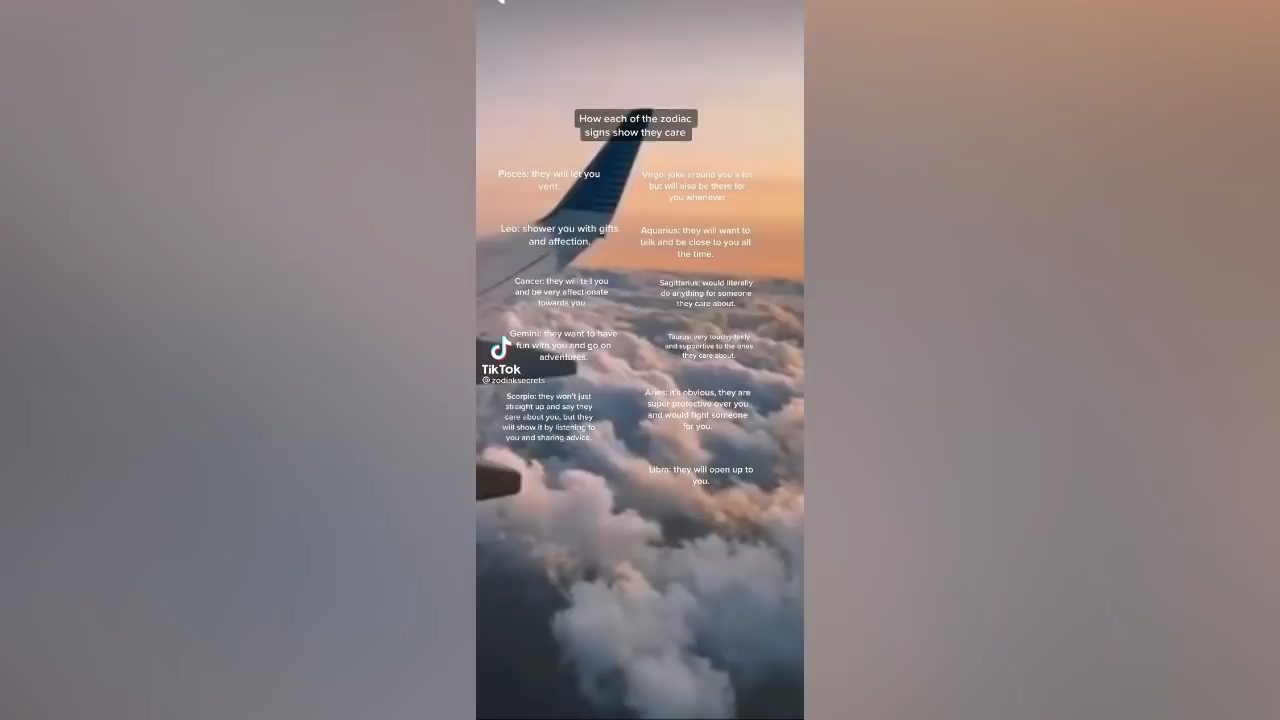 How each of the zodiac
signs show they care
Pisces: they will let you
vent.
Leo: shower you with gifts
and affection.
Cancer: they will tell you
and be very affectionate
towards you
Gemini: they want to have
fun with you and go on
adventures.
TikTok
@zodinksecrets
Scorpio: they won't just
straight up and say they
care about you, but they
will show it by listening to
you and sharing advice.
Virgo: joke around you a lot
but will also be there for
you whenever
Aquarius: they will want to
talk and be close to you all
the time.
Sagittarius: would literally
do anything for someone
they care about.
Taurus: very touchy feely
and supportive to the ones
they care about.
Aries: it's obvious, they are
super protective over you
and would fight someone
for you.
Libra: they will open up to
you.